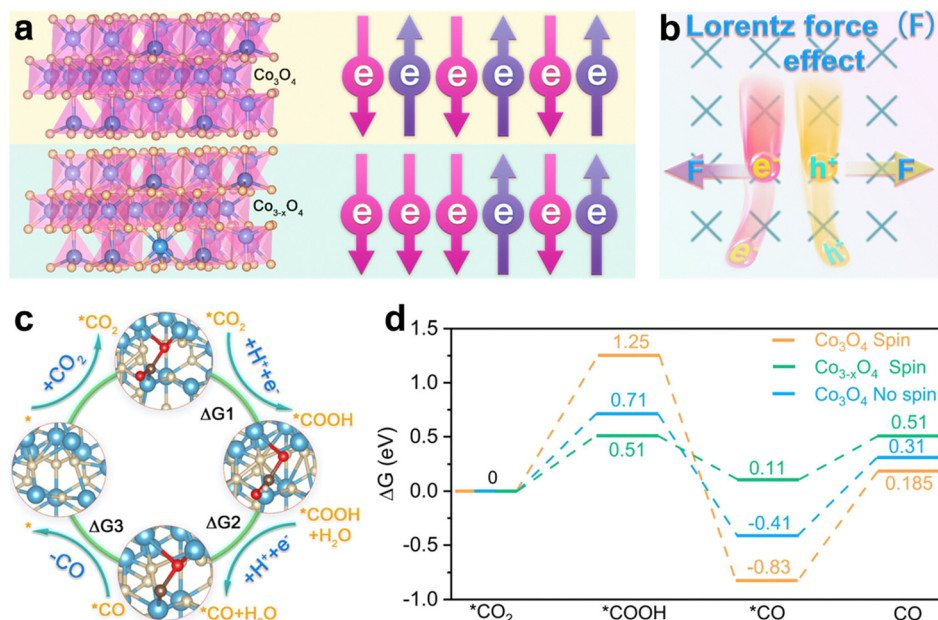 a
Co₃O₄
e e e e e e
Co₃₋ₓO₄
e e e e e e
b
Lorentz force (F)
effect
F e⁻ h⁺ F
e⁻ h⁺
c
*CO₂ *CO₂
+CO₂ +H⁺+e⁻
ΔG1
* *COOH
ΔG3 ΔG2
* *COOH
+H₂O
-CO +H⁺+e⁻
*CO *CO+H₂O
d
ΔG (eV)
1.5
1.0
0.5
0.0
-0.5
-1.0
Co₃O₄ Spin
Co₃₋ₓO₄ Spin
Co₃O₄ No spin
0
1.25
0.71
0.51
0.11
-0.41
-0.83
0.51
0.31
0.185
*CO₂ *COOH *CO CO